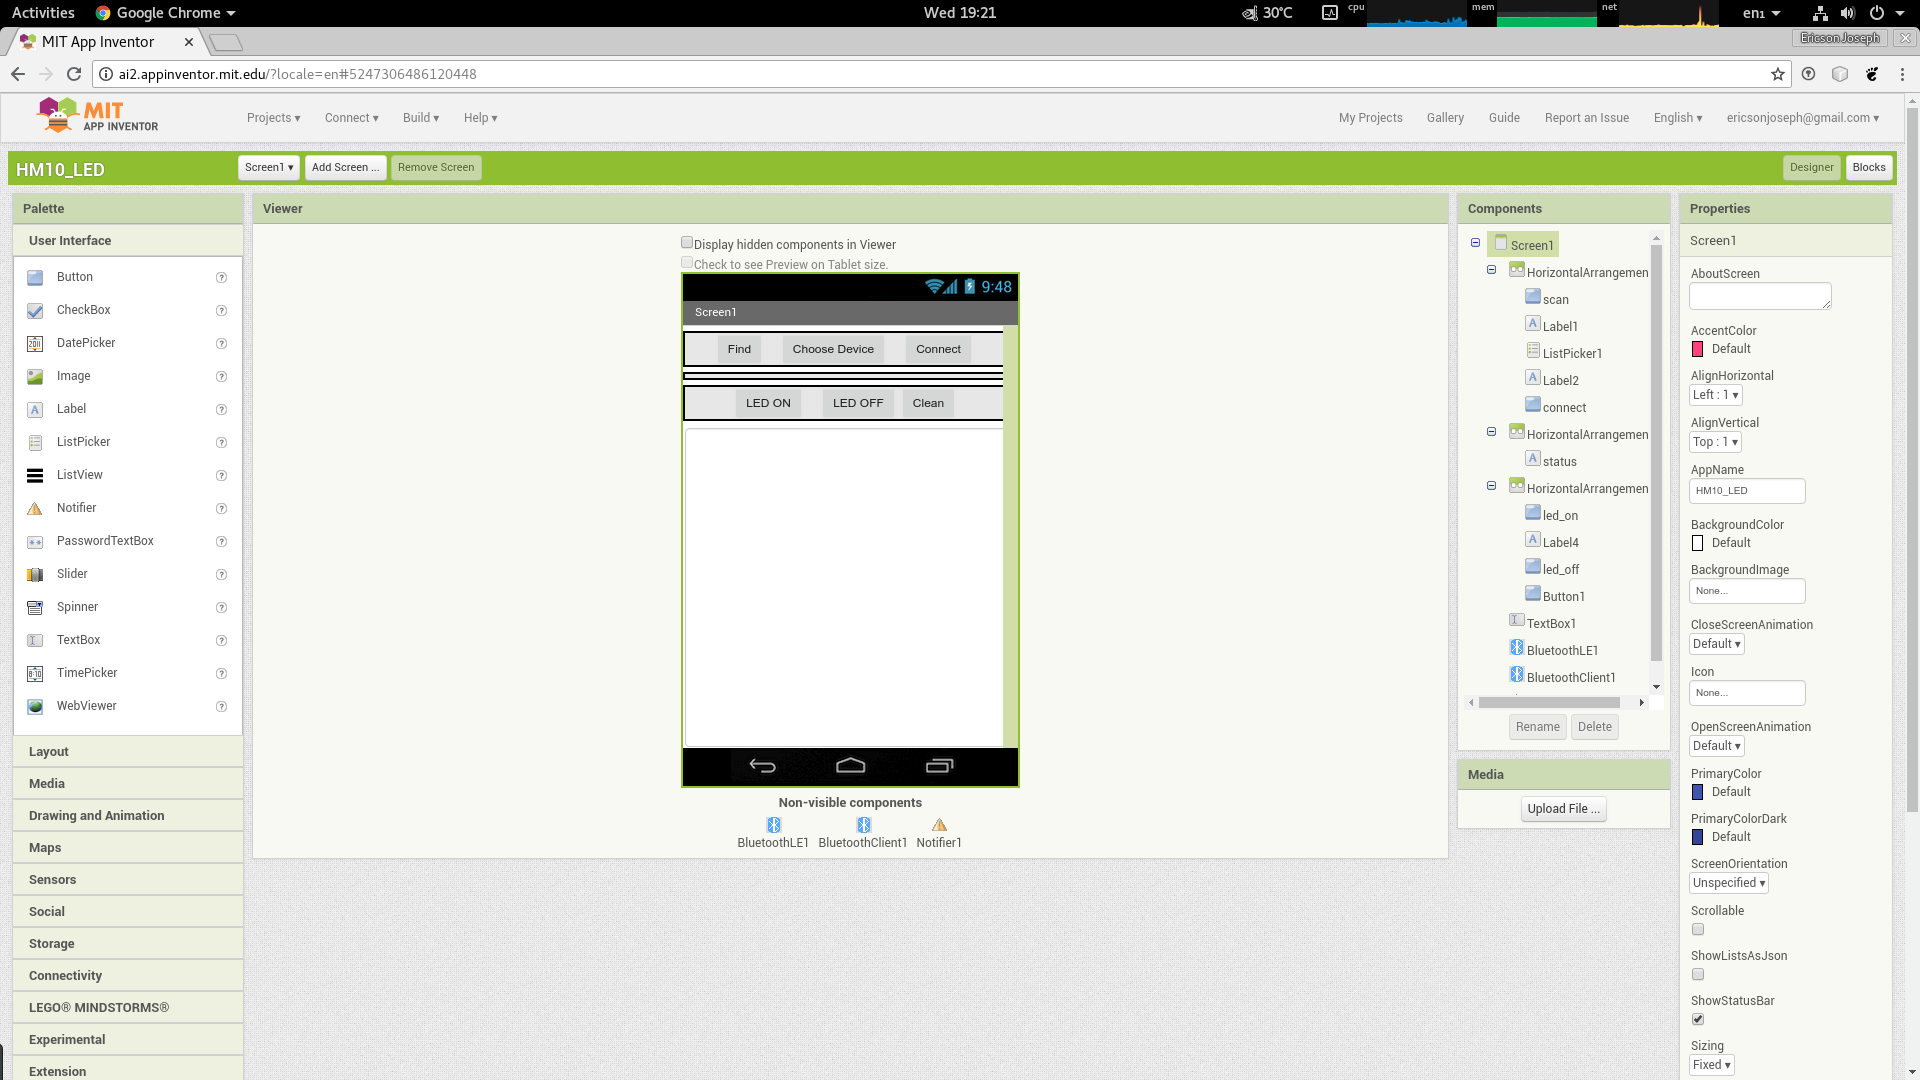 Activities Google Chrome Wed 19:21 30°C cpu mem net en1
MIT App Inventor Ericson Joseph
ai2.appinventor.mit.edu/?locale=en#5247306486120448
MIT APP INVENTOR Projects Connect Build Help My Projects Gallery Guide Report an Issue English ericsonjoseph@gmail.com
HM10_LED Screen1 Add Screen ... Remove Screen Designer Blocks
Palette
User Interface
Button
CheckBox
DatePicker
Image
Label
ListPicker
ListView
Notifier
PasswordTextBox
Slider
Spinner
TextBox
TimePicker
WebViewer
Layout
Media
Drawing and Animation
Maps
Sensors
Social
Storage
Connectivity
LEGO® MINDSTORMS®
Experimental
Extension
Viewer
Display hidden components in Viewer
Check to see Preview on Tablet size.
9:48
Screen1
Find Choose Device Connect
LED ON LED OFF Clean
Non-visible components
BluetoothLE1 BluetoothClient1 Notifier1
Components
Screen1
HorizontalArrangemen
scan
Label1
ListPicker1
Label2
connect
HorizontalArrangemen
status
HorizontalArrangemen
led_on
Label4
led_off
Button1
TextBox1
BluetoothLE1
BluetoothClient1
Rename Delete
Media
Upload File ...
Properties
Screen1
AboutScreen
AccentColor
Default
AlignHorizontal
Left : 1
AlignVertical
Top : 1
AppName
HM10_LED
BackgroundColor
Default
BackgroundImage
None...
CloseScreenAnimation
Default
Icon
None...
OpenScreenAnimation
Default
PrimaryColor
Default
PrimaryColorDark
Default
ScreenOrientation
Unspecified
Scrollable
ShowListsAsJson
ShowStatusBar
Sizing
Fixed